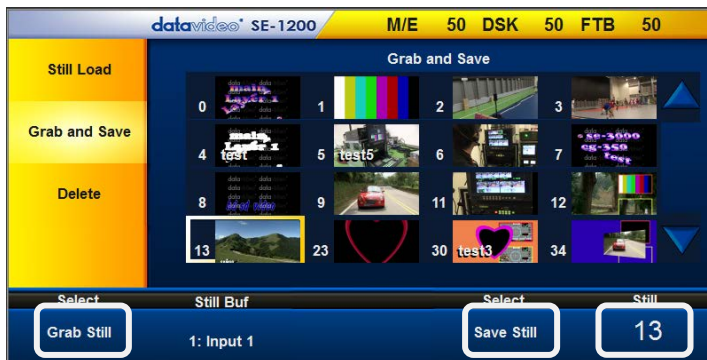 datavideo SE-1200 M/E 50 DSK 50 FTB 50
Still Load
Grab and Save
Delete
Grab and Save
0 1 2 3
4 test 5 test5 6 7
se-3000
cg-350
test
8 9 11 12
13 23 30 test3 34
Select Still Buf Select Still
Grab Still 1: Input 1 Save Still 13